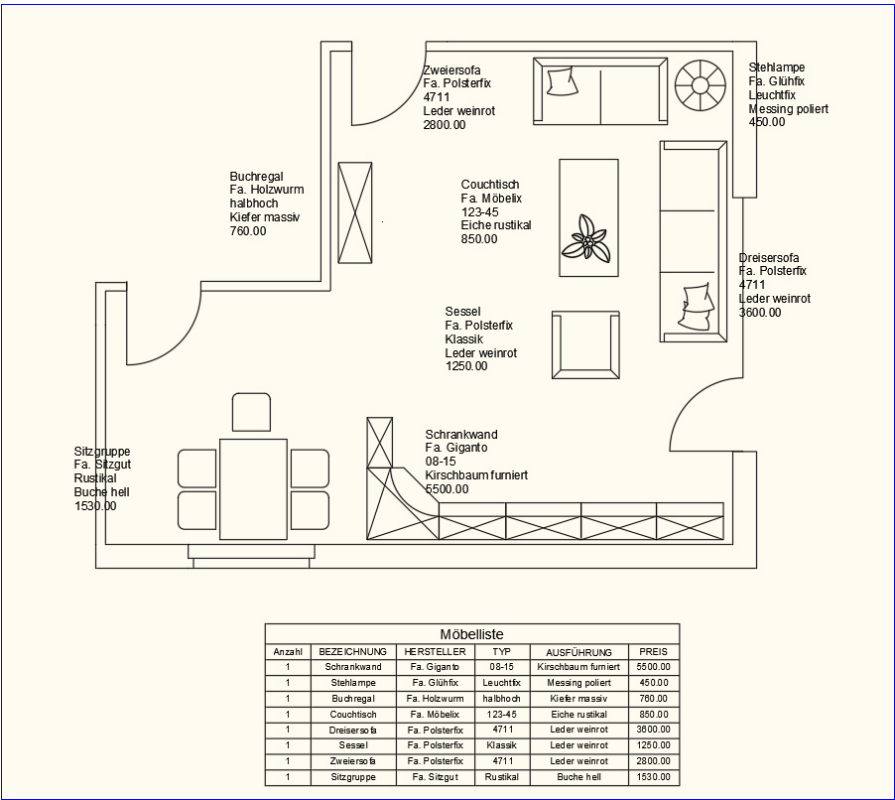 Zweiersofa
Fa. Polsterfix
4711
Leder weinrot
2800.00
Stehlampe
Fa. Glühfix
Leuchtfix
Messing poliert
450.00
Buchregal
Fa. Holzwurm
halbhoch
Kiefer massiv
760.00
Couchtisch
Fa. Möbelix
123-45
Eiche rustikal
850.00
Dreisersofa
Fa. Polsterfix
4711
Leder weinrot
3600.00
Sessel
Fa. Polsterfix
Klassik
Leder weinrot
1250.00
Schrankwand
Fa. Giganto
08-15
Kirschbaum furniert
5500.00
Sitzgruppe
Fa. Sitzgut
Rustikal
Buche hell
1530.00
Möbelliste
Anzahl BEZEICHNUNG HERSTELLER TYP AUSFÜHRUNG PREIS
1 Schrankwand Fa. Giganto 08-15 Kirschbaum furniert 5500.00
1 Stehlampe Fa. Glühfix Leuchtfix Messing poliert 450.00
1 Buchregal Fa. Holzwurm halbhoch Kiefer massiv 760.00
1 Couchtisch Fa. Möbelix 123-45 Eiche rustikal 850.00
1 Dreisersofa Fa. Polsterfix 4711 Leder weinrot 3600.00
1 Sessel Fa. Polsterfix Klassik Leder weinrot 1250.00
1 Zweiersofa Fa. Polsterfix 4711 Leder weinrot 2800.00
1 Sitzgruppe Fa. Sitzgut Rustikal Buche hell 1530.00